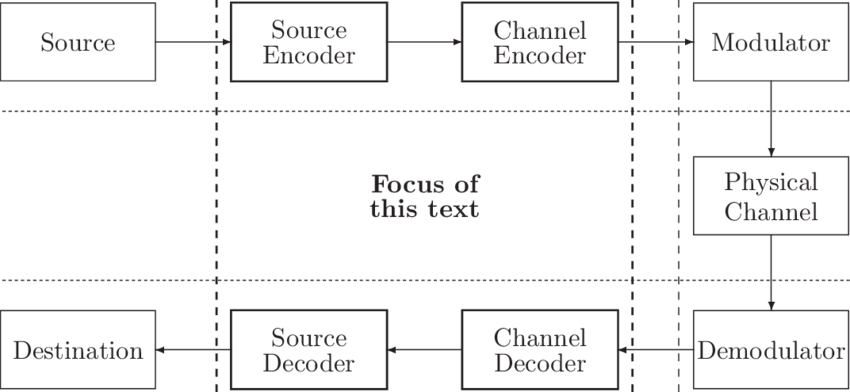 Source
Source
Encoder
Channel
Encoder
Modulator
Focus of
this text
Physical
Channel
Destination
Source
Decoder
Channel
Decoder
Demodulator